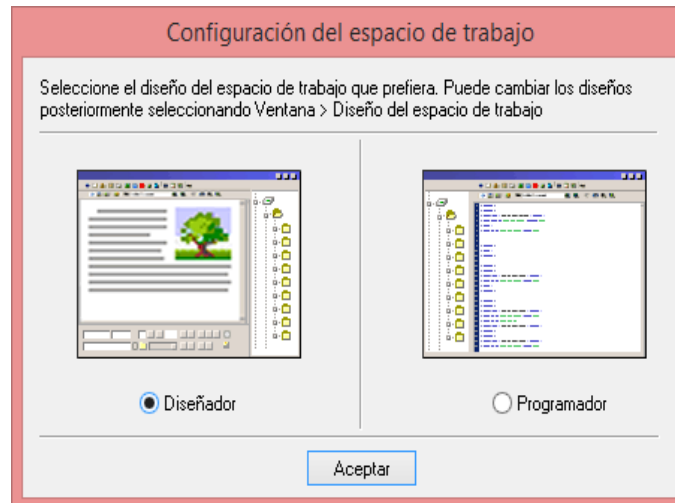 Configuración del espacio de trabajo
Seleccione el diseño del espacio de trabajo que prefiera. Puede cambiar los diseños
posteriormente seleccionando Ventana > Diseño del espacio de trabajo
Diseñador
Programador
Aceptar